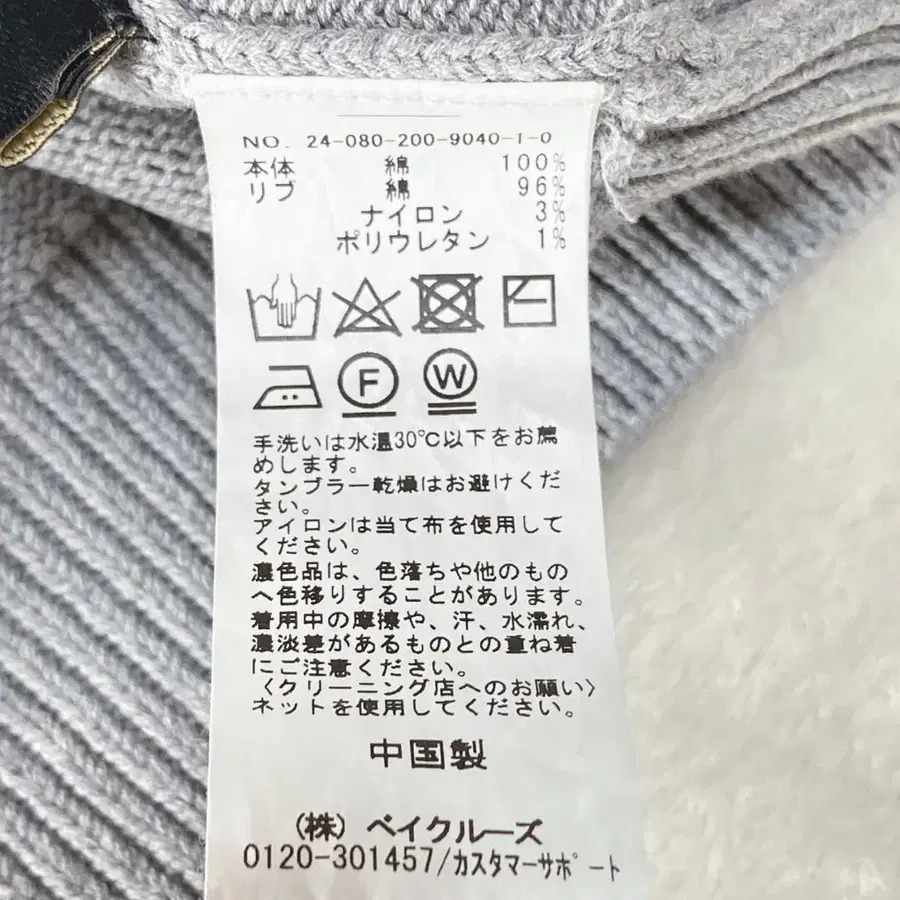 NO. 24-080-200-9040-1-0
本体 綿 100%
リブ 綿 96%
ナイロン 3%
ポリウレタン 1%
F W
手洗いは水温30℃以下をお薦
めします。
タンブラー乾燥はお避けくだ
さい。
アイロンは当て布を使用して
ください。
濃色品は、色落ちや他のもの
へ色移りすることがあります。
着用中の摩擦や、汗、水濡れ、
濃淡差があるものとの重ね着
にご注意ください。
〈クリーニング店へのお願い〉
ネットを使用してください。
中国製
(株) ベイクルーズ
0120-301457/カスタマーサポート